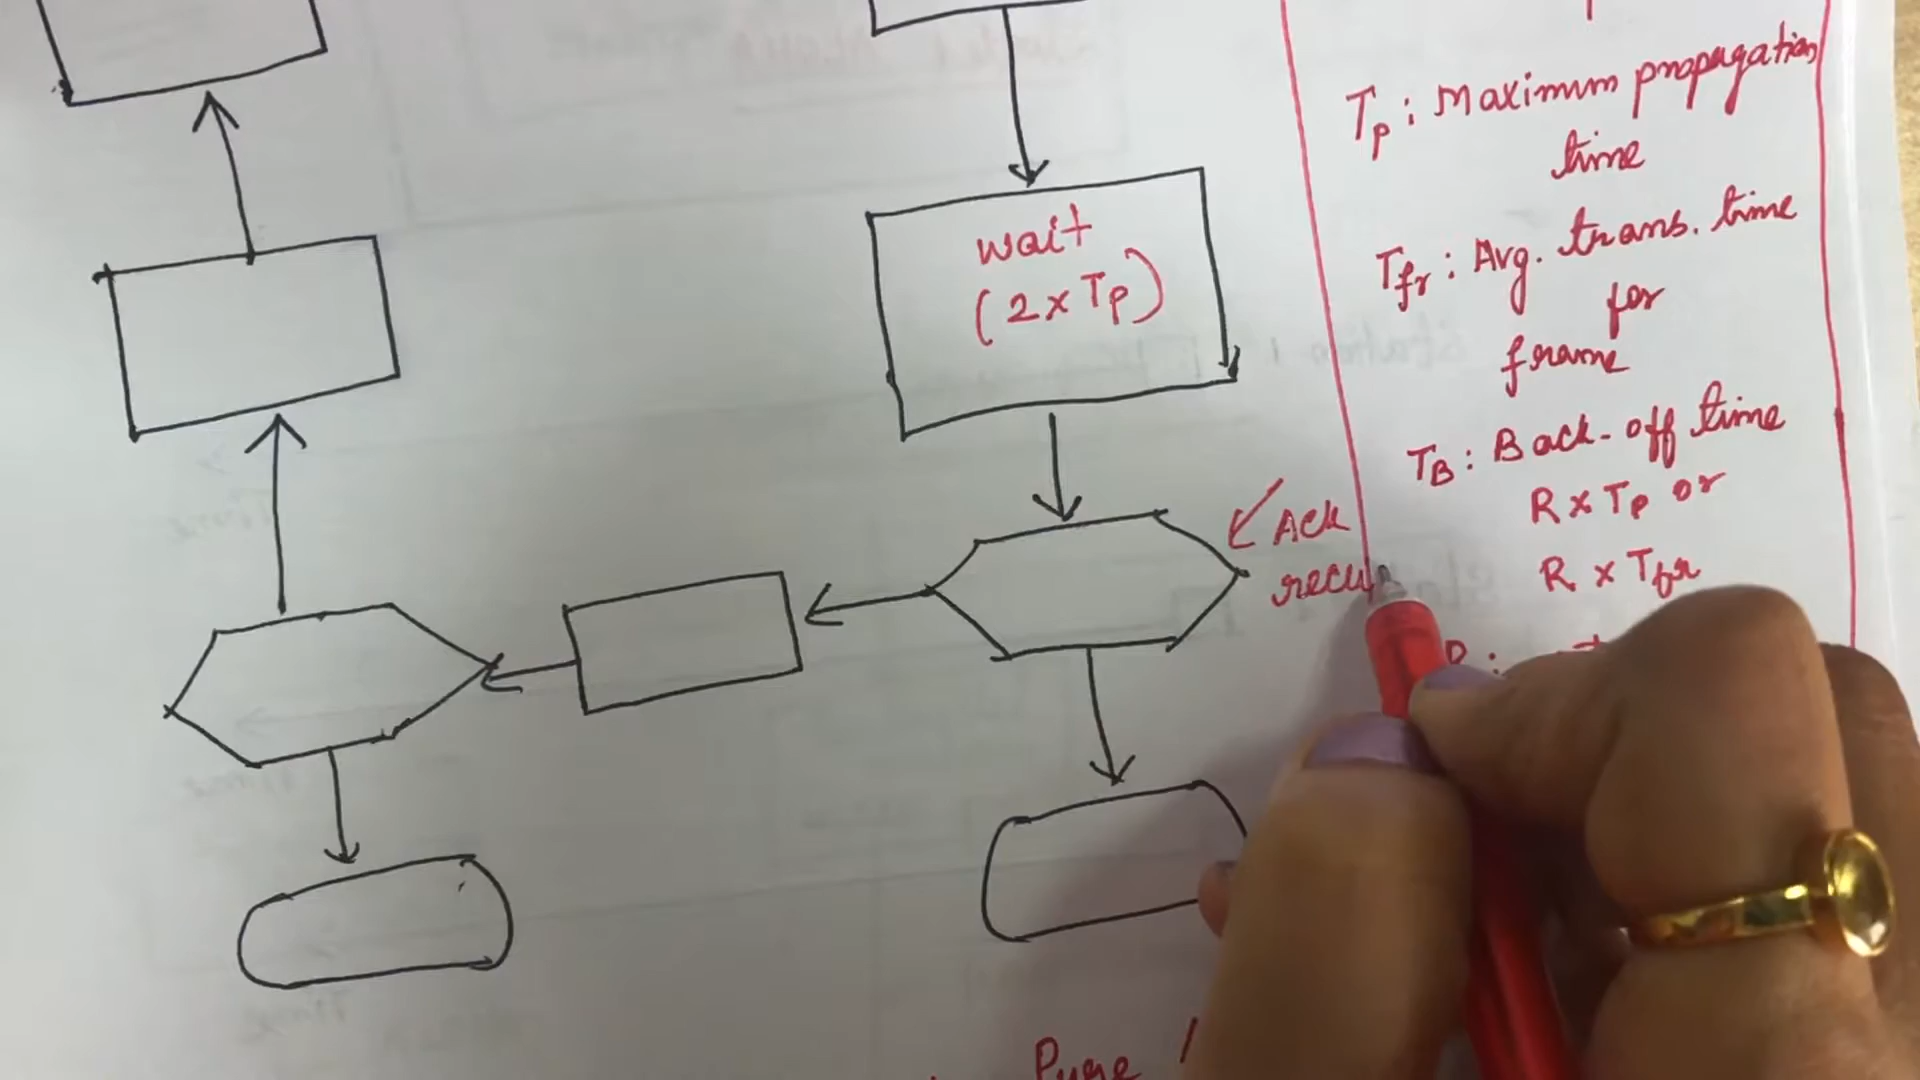 wait
(2 x Tp)
Ack
Tp : Maximum propagation
time
Tfr : Avg. trans. time
for
frame
TB : Back-off time
R x Tp or
R x Tfr
Pure